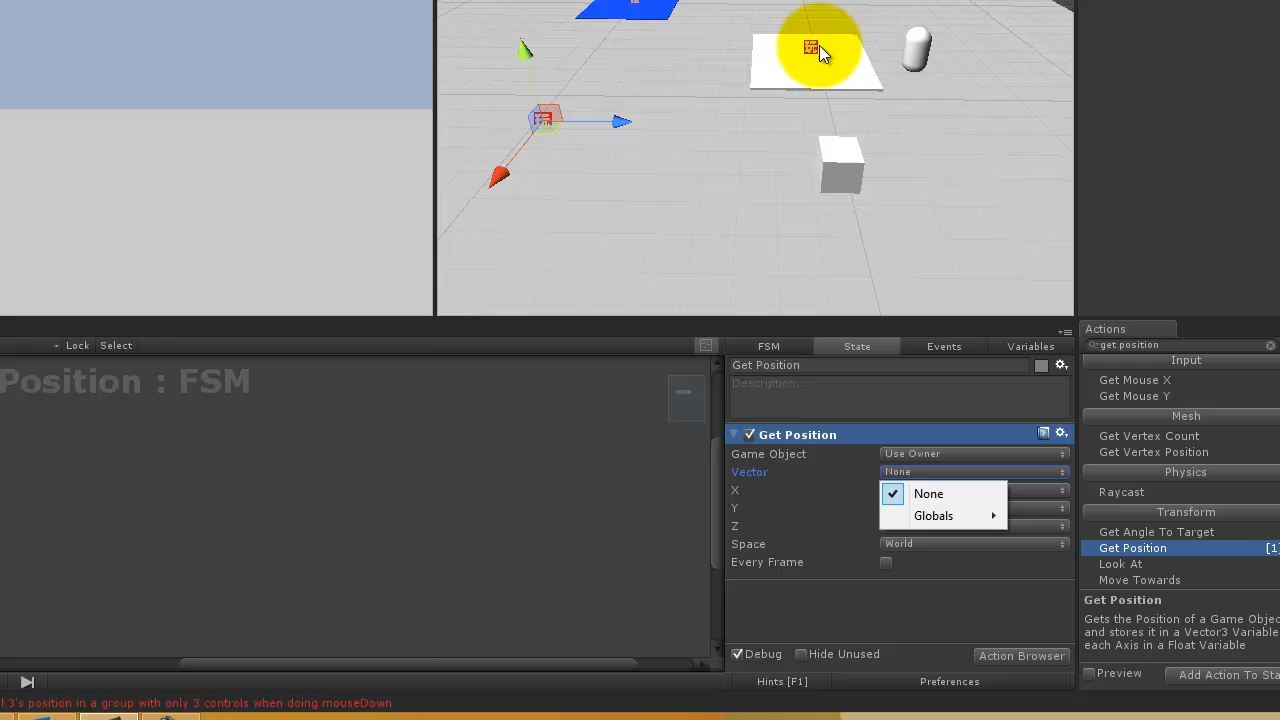 玩
Lock Select
FSM State Events Variables
Actions
get position
Position : FSM
Get Position
Description...
Get Position
Game Object Use Owner
Vector None
None
Globals
X
Y
Z
Space World
Every Frame
Debug Hide Unused Action Browser
Hints [F1] Preferences
Input
Get Mouse X
Get Mouse Y
Mesh
Get Vertex Count
Get Vertex Position
Physics
Raycast
Transform
Get Angle To Target
Get Position [1]
Look At
Move Towards
Get Position
Gets the Position of a Game Objec
and stores it in a Vector3 Variable
each Axis in a Float Variable
Preview Add Action To Sta
l 3's position in a group with only 3 controls when doing mouseDown